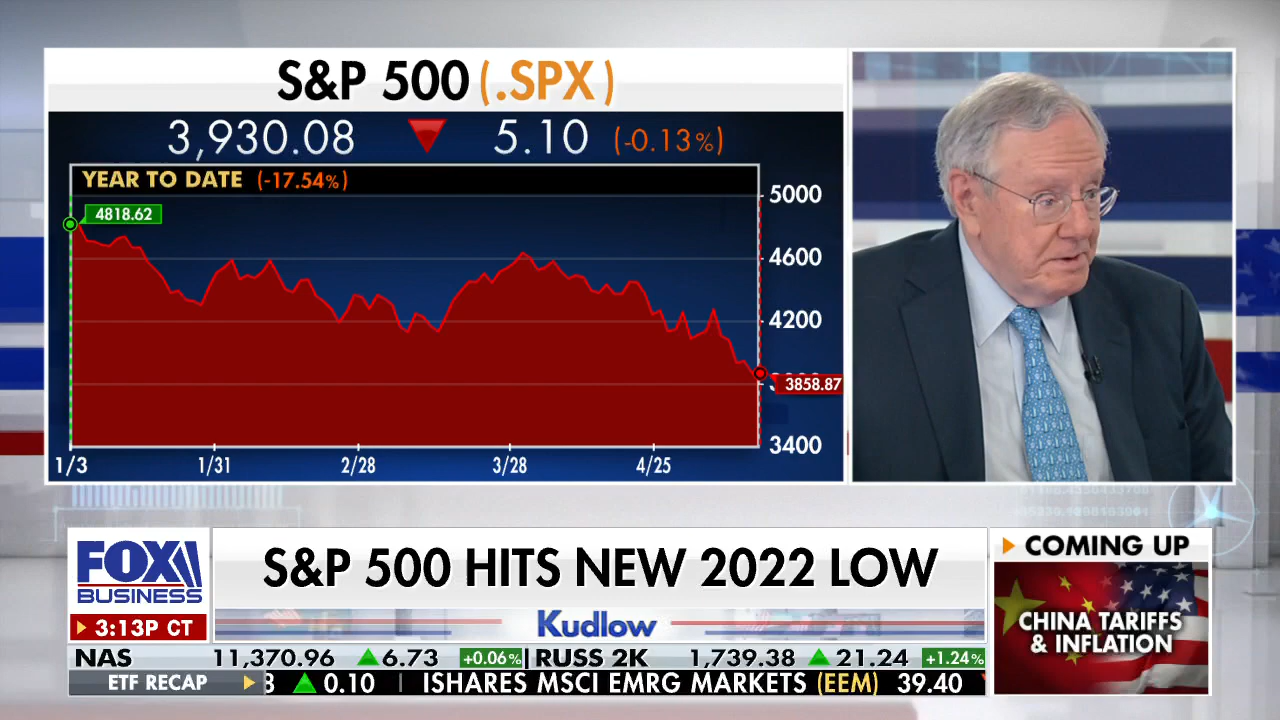 S&P 500 (.SPX)
3,930.08 ▼ 5.10 (-0.13%)
YEAR TO DATE (-17.54%)
4818.62
5000
4600
4200
3858.87
3400
1/3 1/31 2/28 3/28 4/25
FOX
BUSINESS
3:13P CT
S&P 500 HITS NEW 2022 LOW
Kudlow
COMING UP
CHINA TARIFFS
& INFLATION
NAS 11,370.96 ▲ 6.73 +0.06% RUSS 2K 1,739.38 ▲ 21.24 +1.24%
ETF RECAP ▲ 0.10 | ISHARES MSCI EMRG MARKETS (EEM) 39.40